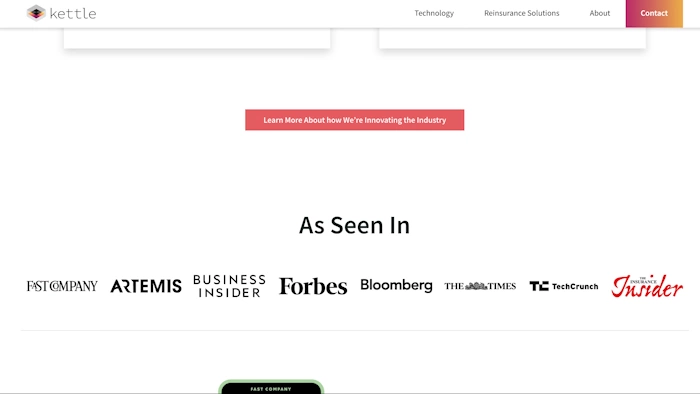 kettle
Technology
Reinsurance Solutions
About
Contact
Learn More About how We're Innovating the Industry
As Seen In
FAST COMPANY
ARTEMIS
BUSINESS
INSIDER
Forbes
Bloomberg
THE TIMES
TechCrunch
THE
INSURANCE
Insider
FAST COMPANY